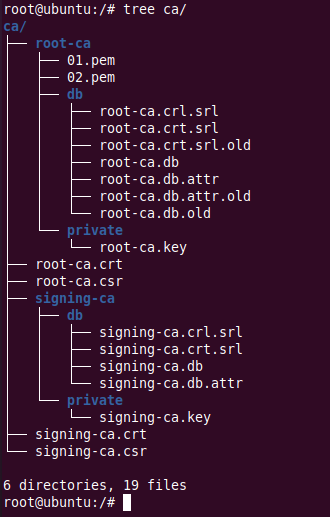 root@ubuntu:/# tree ca/
ca/
├── root-ca
│   ├── 01.pem
│   ├── 02.pem
│   ├── db
│   │   ├── root-ca.crl.srl
│   │   ├── root-ca.crt.srl
│   │   ├── root-ca.crt.srl.old
│   │   ├── root-ca.db
│   │   ├── root-ca.db.attr
│   │   ├── root-ca.db.attr.old
│   │   └── root-ca.db.old
│   └── private
│       └── root-ca.key
├── root-ca.crt
├── root-ca.csr
├── signing-ca
│   ├── db
│   │   ├── signing-ca.crl.srl
│   │   ├── signing-ca.crt.srl
│   │   ├── signing-ca.db
│   │   └── signing-ca.db.attr
│   └── private
│       └── signing-ca.key
├── signing-ca.crt
└── signing-ca.csr

6 directories, 19 files
root@ubuntu:/#